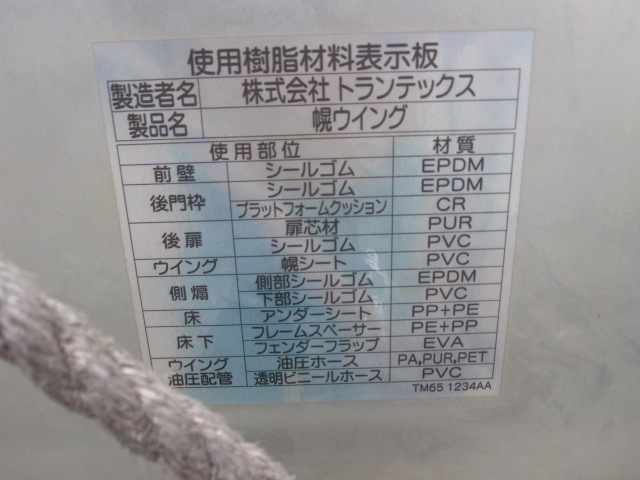 使用樹脂材料表示板
製造者名 株式会社トランテックス
製品名 幌ウイング
使用部位 材質
前壁 シールゴム EPDM
後門枠 シールゴム EPDM
プラットフォームクッション CR
後扉 扉芯材 PUR
シールゴム PVC
ウイング 幌シート PVC
側煽 側部シールゴム EPDM
下部シールゴム PVC
床 アンダーシート PP+PE
床下 フレームスペーサー PE+PP
フェンダーフラップ EVA
ウイング油圧配管 油圧ホース PA,PUR,PET
透明ビニールホース PVC
TM65 1234AA